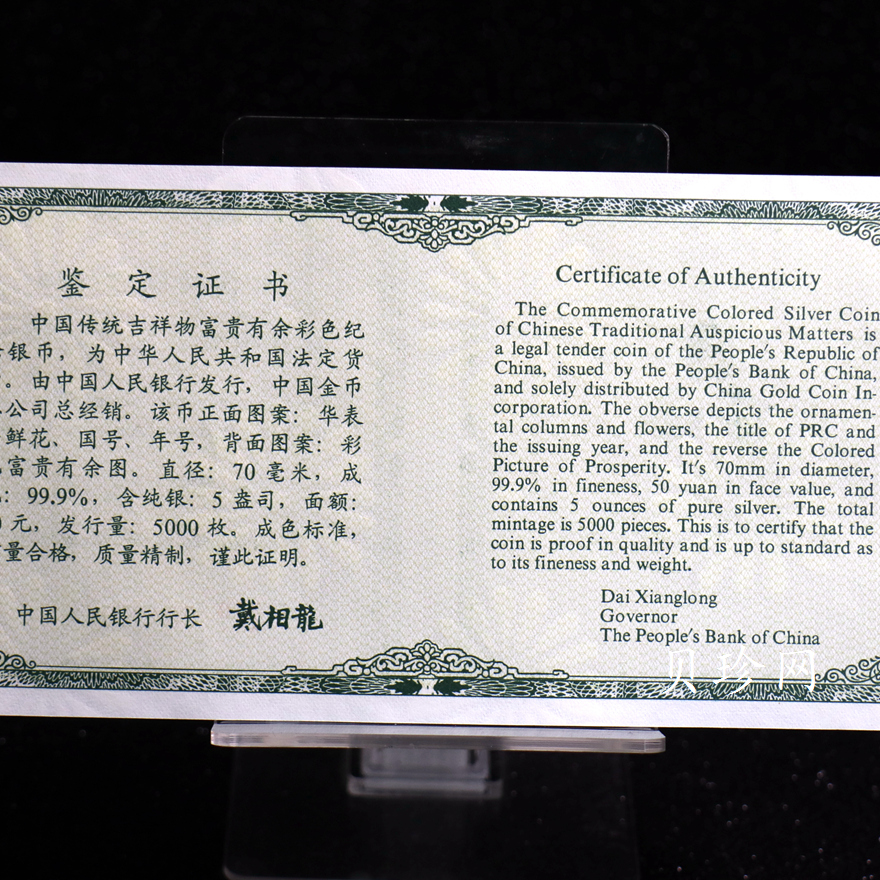 鉴定证书
中国传统吉祥物富贵有余彩色纪
银币，为中华人民共和国法定货
。由中国人民银行发行，中国金币
公司总经销。该币正面图案：华表
鲜花、国号、年号，背面图案：彩
富贵有余图。直径：70毫米，成
：99.9%，含纯银：5盎司，面额：
元，发行量：5000枚。成色标准，
量合格，质量精制，谨此证明。
中国人民银行行长 戴相龍
Certificate of Authenticity
The Commemorative Colored Silver Coin
of Chinese Traditional Auspicious Matters is
a legal tender coin of the People's Republic of
China, issued by the People's Bank of China,
and solely distributed by China Gold Coin In-
corporation. The obverse depicts the ornamen-
tal columns and flowers, the title of PRC and
the issuing year, and the reverse the Colored
Picture of Prosperity. It's 70mm in diameter,
99.9% in fineness, 50 yuan in face value, and
contains 5 ounces of pure silver. The total
mintage is 5000 pieces. This is to certify that the
coin is proof in quality and is up to standard as
to its fineness and weight.
Dai Xianglong
Governor
The People's Bank of China
贝珍网